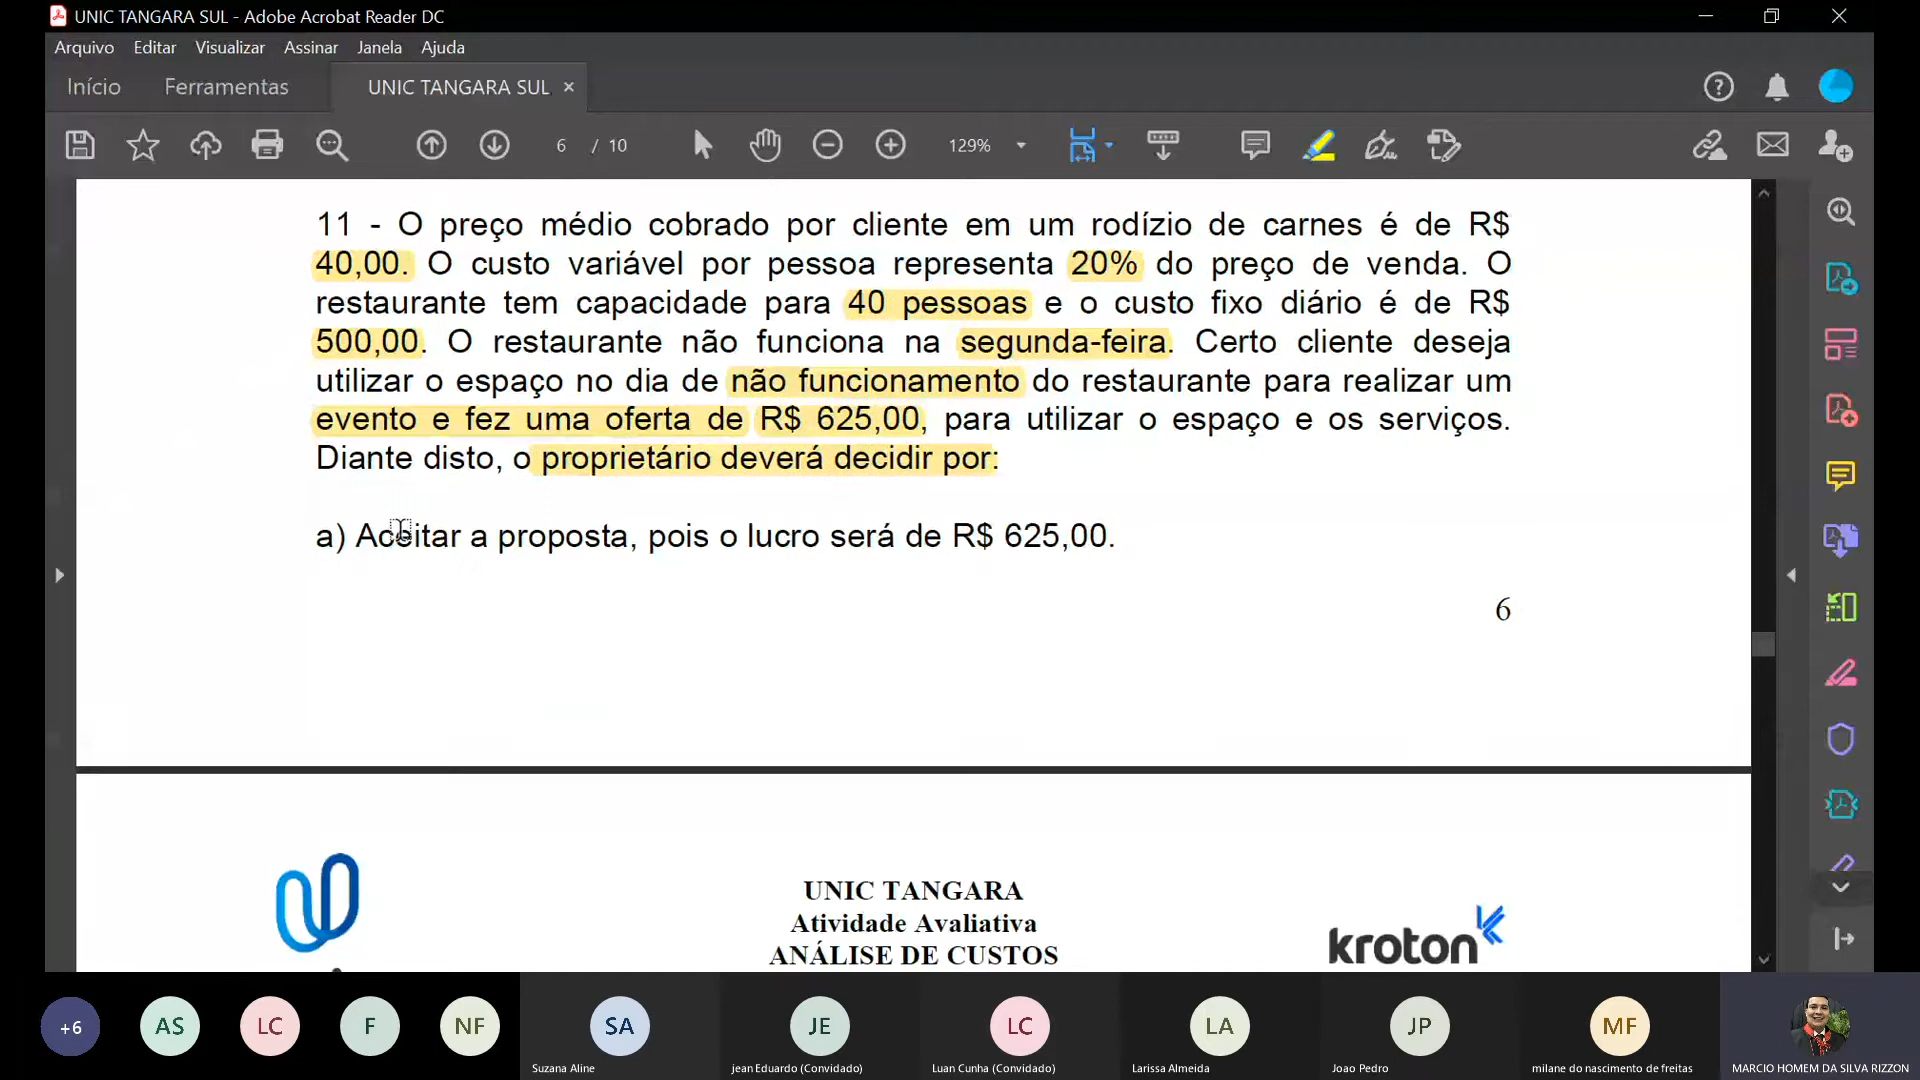 UNIC TANGARA SUL - Adobe Acrobat Reader DC
Arquivo Editar Visualizar Assinar Janela Ajuda
Início Ferramentas UNIC TANGARA SUL ×
6 / 10 129%
11 - O preço médio cobrado por cliente em um rodízio de carnes é de R$
40,00. O custo variável por pessoa representa 20% do preço de venda. O
restaurante tem capacidade para 40 pessoas e o custo fixo diário é de R$
500,00. O restaurante não funciona na segunda-feira. Certo cliente deseja
utilizar o espaço no dia de não funcionamento do restaurante para realizar um
evento e fez uma oferta de R$ 625,00, para utilizar o espaço e os serviços.
Diante disto, o proprietário deverá decidir por:
a) Aceitar a proposta, pois o lucro será de R$ 625,00.
6
UNIC TANGARA
Atividade Avaliativa
ANÁLISE DE CUSTOS
kroton
+6 AS LC F NF SA JE LC LA JP MF
Suzana Aline jean Eduardo (Convidado) Luan Cunha (Convidado) Larissa Almeida Joao Pedro milane do nascimento de freitas MARCIO HOMEM DA SILVA RIZZON